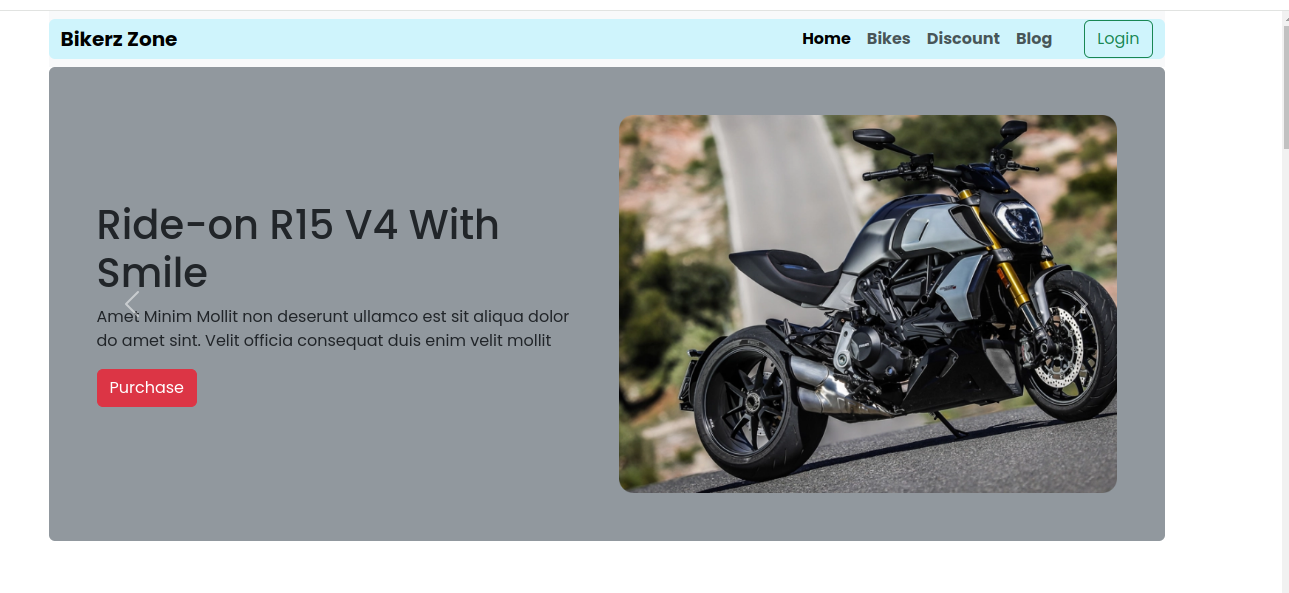 Bikerz Zone
Home Bikes Discount Blog Login
Ride-on R15 V4 With
Smile
Amet Minim Mollit non deserunt ullamco est sit aliqua dolor
do amet sint. Velit officia consequat duis enim velit mollit
Purchase